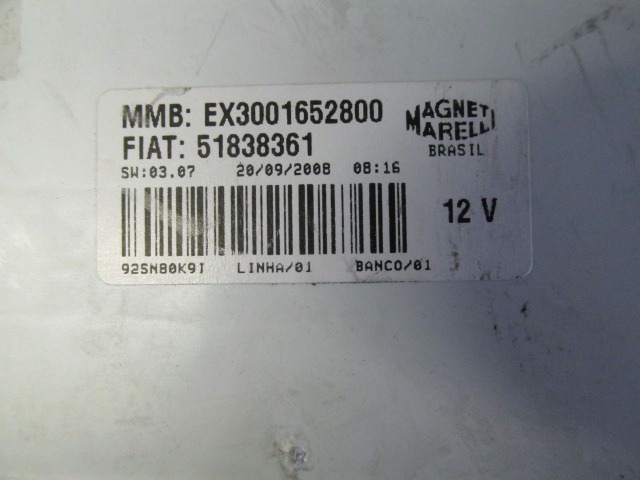 MMB: EX3001652800
MAGNETI
MARELLI
BRASIL
FIAT: 51838361
SW:03.07 20/09/2008 08:16
12 V
92SN80K9I LINHA/01 BANCO/01